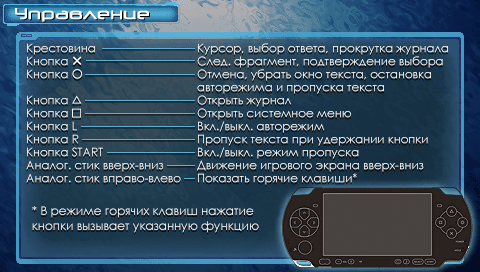 Управление
Крестовина Курсор, выбор ответа, прокрутка журнала
Кнопка ✕ След. фрагмент, подтверждение выбора
Кнопка ○ Отмена, убрать окно текста, остановка
авторежима и пропуска текста
Кнопка △ Открыть журнал
Кнопка □ Открыть системное меню
Кнопка L Вкл./выкл. авторежим
Кнопка R Пропуск текста при удержании кнопки
Кнопка START Вкл./выкл. режим пропуска
Аналог. стик вверх-вниз Движение игрового экрана вверх-вниз
Аналог. стик вправо-влево Показать горячие клавиши*
* В режиме горячих клавиш нажатие
кнопки вызывает указанную функцию